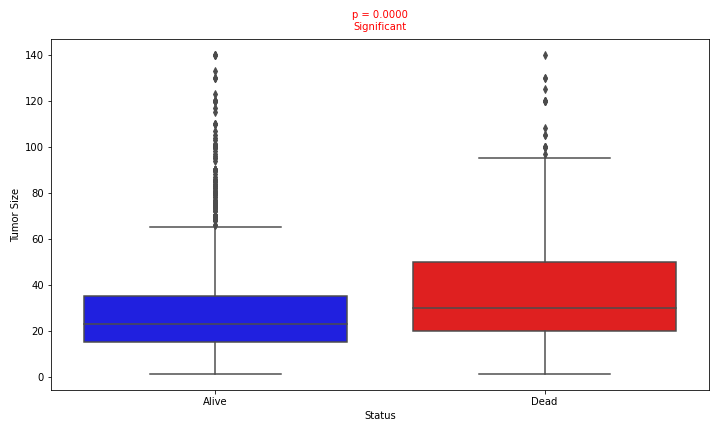 p = 0.0000
Significant
140
120
100
80
60
40
20
0
Tumor Size
Alive
Dead
Status